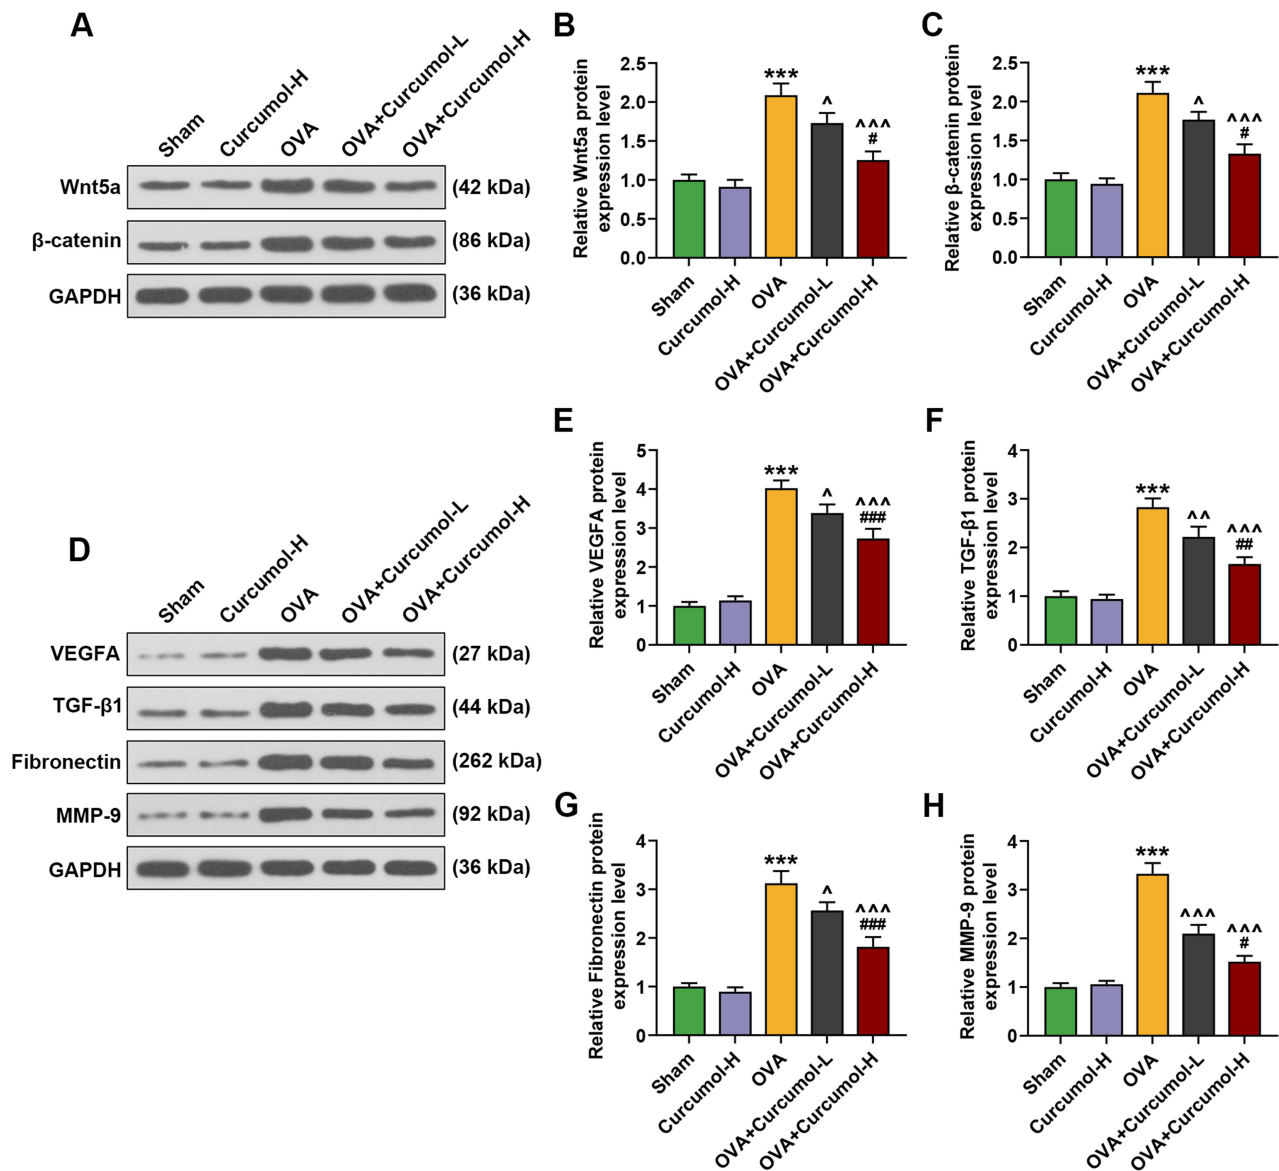 A
Sham
Curcumol-H
OVA
OVA+Curcumol-L
OVA+Curcumol-H
Wnt5a (42 kDa)
β-catenin (86 kDa)
GAPDH (36 kDa)
B
Relative Wnt5a protein
expression level
2.5
2.0
1.5
1.0
0.5
0.0
***
^
^^^
#
Sham
Curcumol-H
OVA
OVA+Curcumol-L
OVA+Curcumol-H
C
Relative β-catenin protein
expression level
2.5
2.0
1.5
1.0
0.5
0.0
***
^
^^^
#
Sham
Curcumol-H
OVA
OVA+Curcumol-L
OVA+Curcumol-H
D
Sham
Curcumol-H
OVA
OVA+Curcumol-L
OVA+Curcumol-H
VEGFA (27 kDa)
TGF-β1 (44 kDa)
Fibronectin (262 kDa)
MMP-9 (92 kDa)
GAPDH (36 kDa)
E
Relative VEGFA protein
expression level
5
4
3
2
1
0
***
^
^^^
###
Sham
Curcumol-H
OVA
OVA+Curcumol-L
OVA+Curcumol-H
F
Relative TGF-β1 protein
expression level
4
3
2
1
0
***
^^
^^^
##
Sham
Curcumol-H
OVA
OVA+Curcumol-L
OVA+Curcumol-H
G
Relative Fibronectin protein
expression level
4
3
2
1
0
***
^
^^^
###
Sham
Curcumol-H
OVA
OVA+Curcumol-L
OVA+Curcumol-H
H
Relative MMP-9 protein
expression level
4
3
2
1
0
***
^^^
^^^
#
Sham
Curcumol-H
OVA
OVA+Curcumol-L
OVA+Curcumol-H